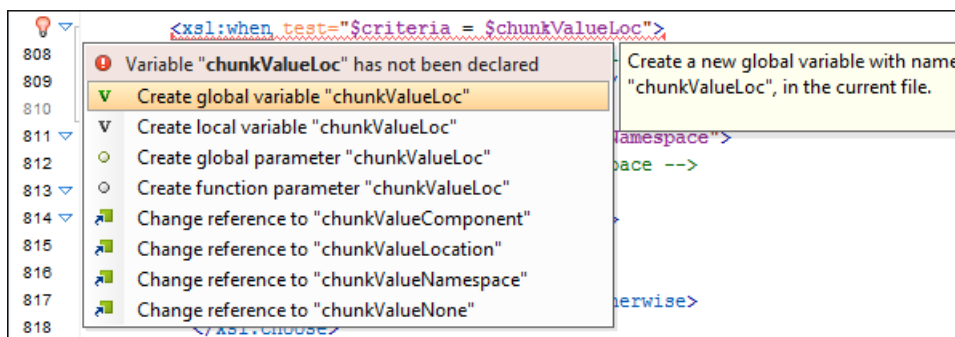 <xsl:when test="$criteria = $chunkValueLoc">
808
Variable "chunkValueLoc" has not been declared
Create a new global variable with name
809
Create global variable "chunkValueLoc"
"chunkValueLoc", in the current file.
810
Create local variable "chunkValueLoc"
811
Namespace">
Create global parameter "chunkValueLoc"
812
pace -->
Create function parameter "chunkValueLoc"
813
Change reference to "chunkValueComponent"
814
Change reference to "chunkValueLocation"
815
Change reference to "chunkValueNamespace"
816
Change reference to "chunkValueNone"
817
herwise>
818
</xsl:choose>